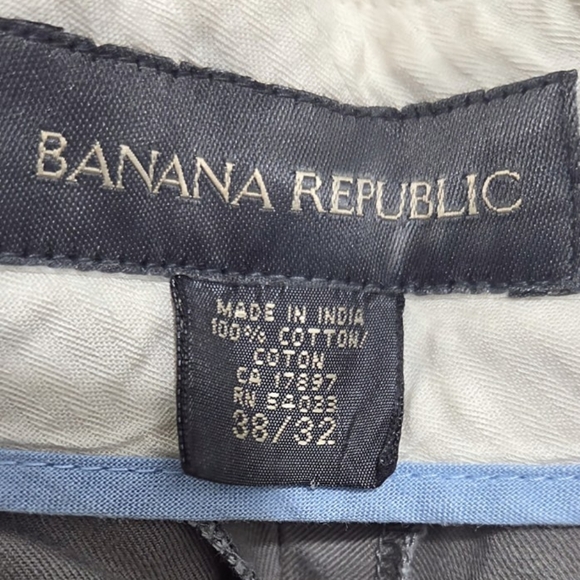 BANANA REPUBLIC
MADE IN INDIA
100% COTTON/
COTON
CA 17897
RN 54023
38/32